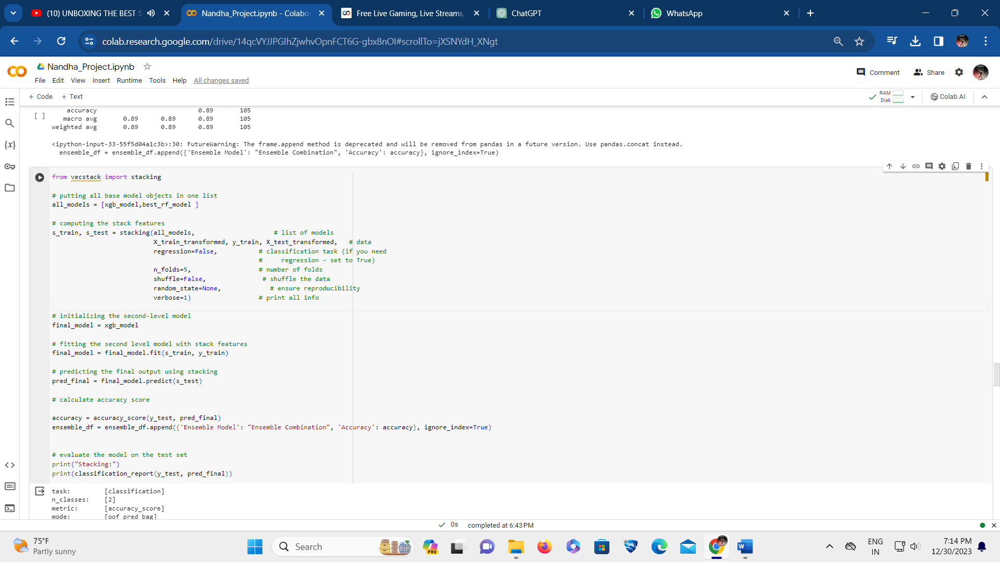 (10) UNBOXING THE BEST 5
Nandha_Project.ipynb - Colabor
Free Live Gaming, Live Streams,
ChatGPT
WhatsApp
colab.research.google.com/drive/14qcVYJJPGIhZjwhvOpnFCT6G-gbx8nOI#scrollTo=jXSNYdH_XNgt
Nandha_Project.ipynb
Comment
Share
File Edit View Insert Runtime Tools Help All changes saved
+ Code + Text
RAM
Disk
Colab AI
accuracy 0.89 105
[ ] macro avg 0.89 0.89 0.89 105
weighted avg 0.89 0.89 0.89 105
<ipython-input-33-55f5d04a1c3b>:30: FutureWarning: The frame.append method is deprecated and will be removed from pandas in a future version. Use pandas.concat instead.
ensemble_df = ensemble_df.append({'Ensemble Model': "Ensemble Combination", 'Accuracy': accuracy}, ignore_index=True)
{x}
from vecstack import stacking
# putting all base model objects in one list
all_models = [xgb_model,best_rf_model ]
# computing the stack features
s_train, s_test = stacking(all_models, # list of models
X_train_transformed, y_train, X_test_transformed, # data
regression=False, # classification task (if you need
# regression - set to True)
n_folds=5, # number of folds
shuffle=False, # shuffle the data
random_state=None, # ensure reproducibility
verbose=1) # print all info
# initializing the second-level model
final_model = xgb_model
# fitting the second level model with stack features
final_model = final_model.fit(s_train, y_train)
# predicting the final output using stacking
pred_final = final_model.predict(s_test)
# calculate accuracy score
accuracy = accuracy_score(y_test, pred_final)
ensemble_df = ensemble_df.append({'Ensemble Model': "Ensemble Combination", 'Accuracy': accuracy}, ignore_index=True)
# evaluate the model on the test set
print("Stacking:")
print(classification_report(y_test, pred_final))
task: [classification]
n_classes: [2]
metric: [accuracy_score]
mode: [oof_pred_bag]
0s completed at 6:43 PM
75°F
Partly sunny
Search
PRE
ENG
IN
7:14 PM
12/30/2023